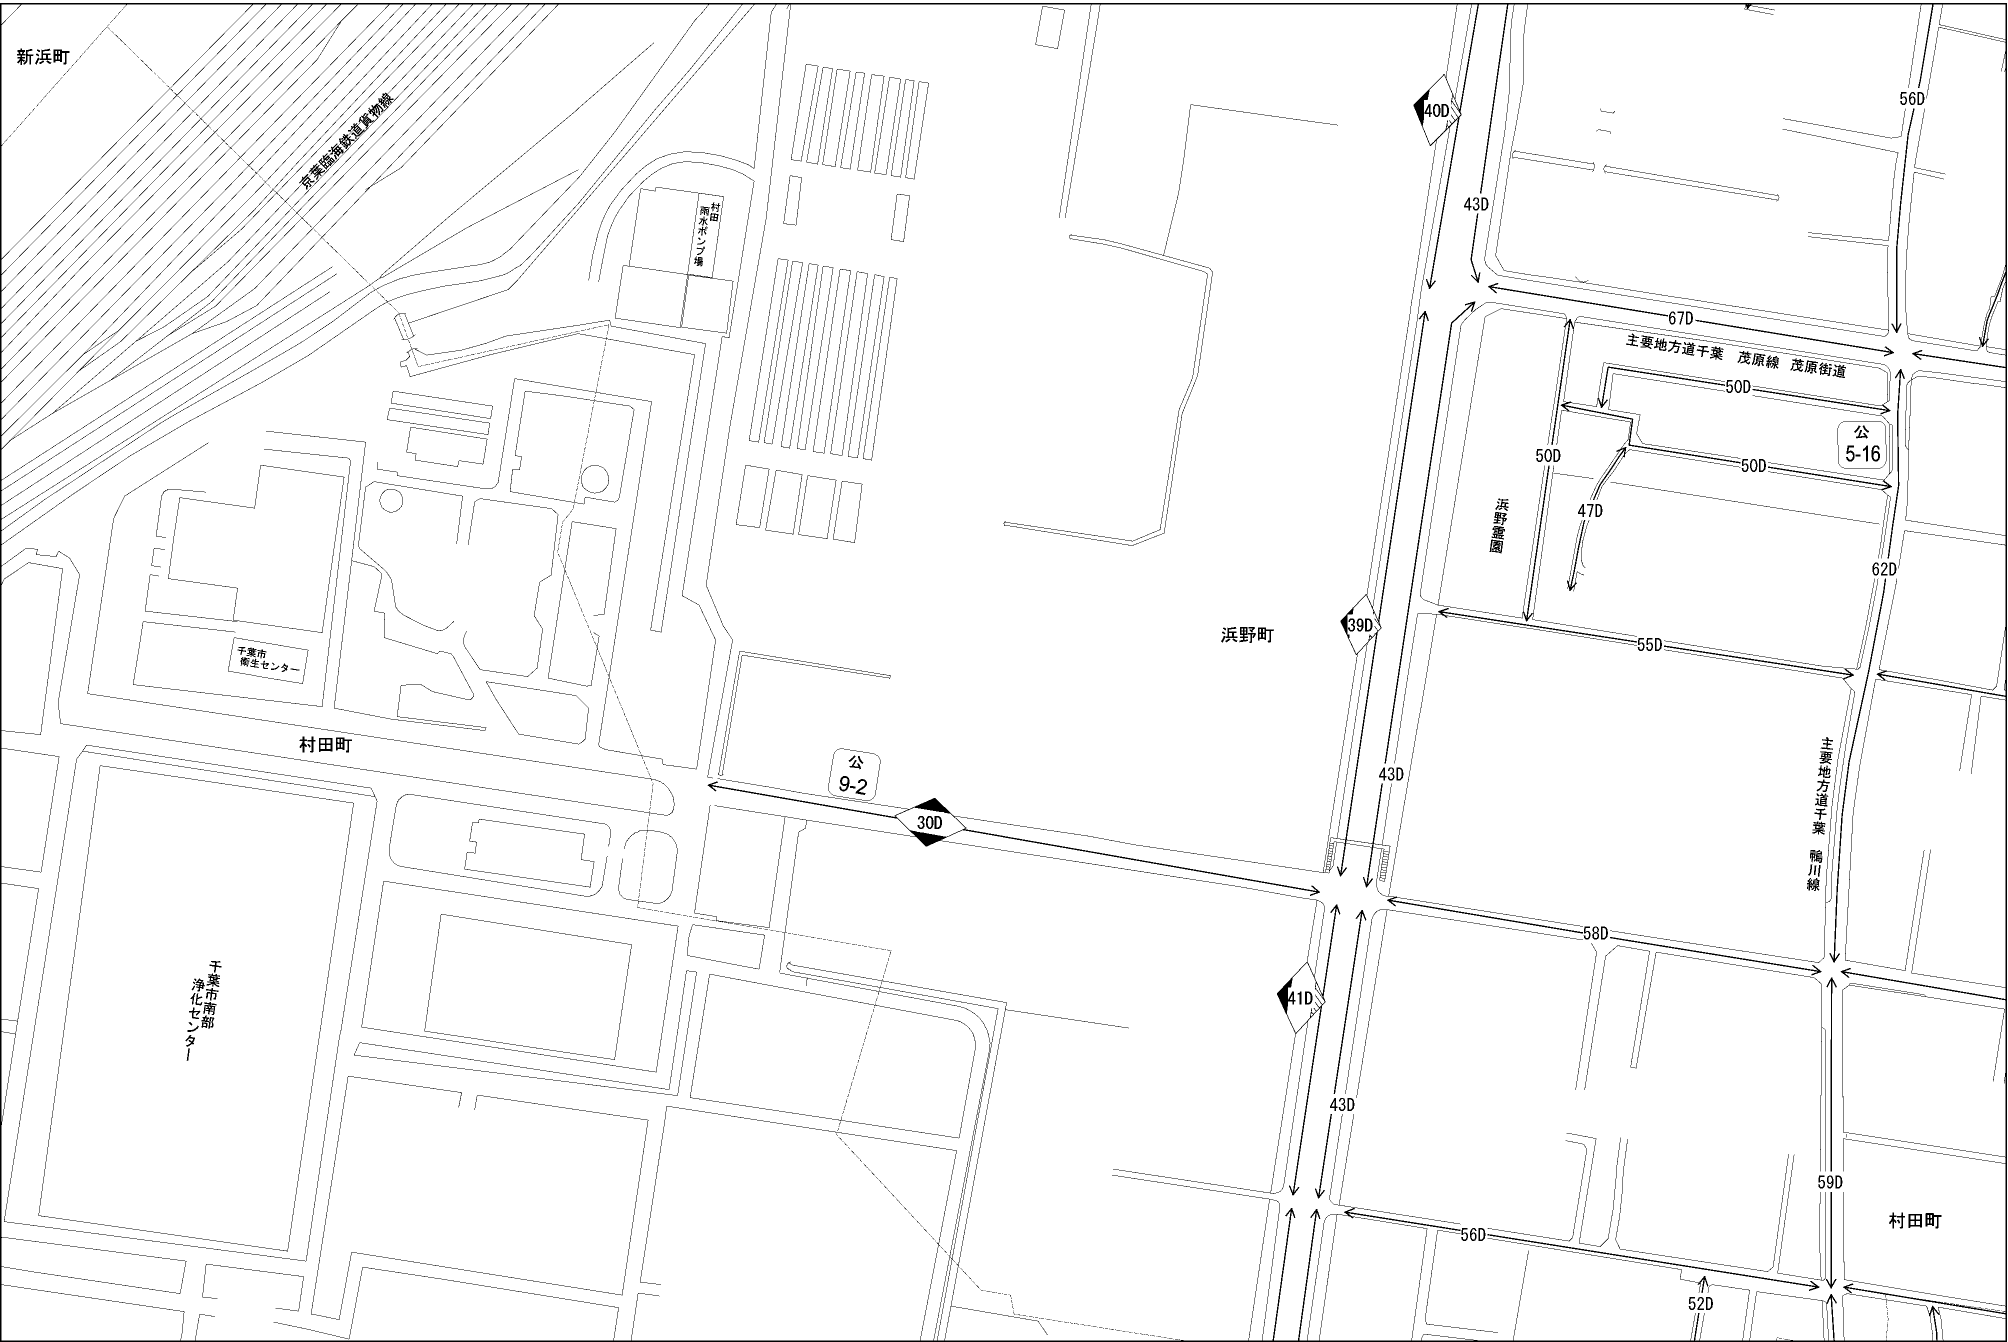 新浜町
京葉臨海鉄道貨物線
村田
雨水ポンプ場
40D
43D
56D
67D
主要地方道千葉 茂原線 茂原街道
50D
公
5-16
50D
50D
47D
浜野霊園
62D
39D
浜野町
55D
千葉市
衛生センター
村田町
公
9-2
30D
43D
主要地方道千葉 鴨川線
58D
千葉市南部
浄化センター
41D
43D
59D
村田町
56D
52D